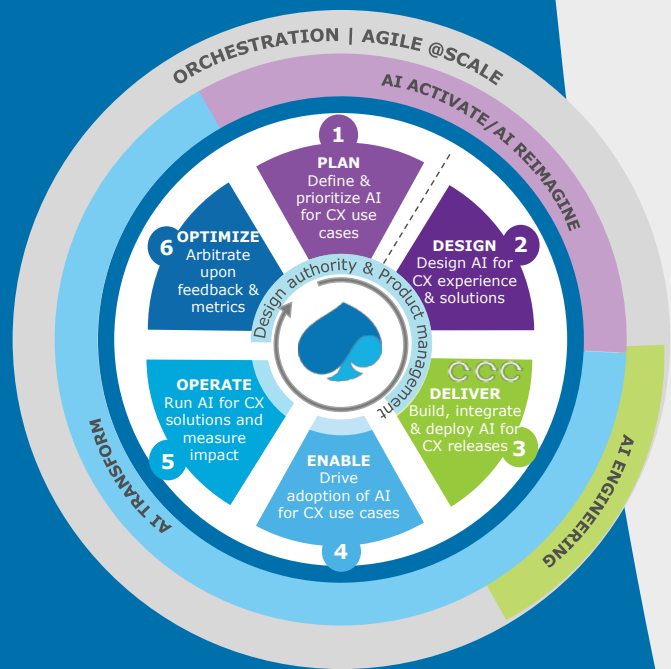 ORCHESTRATION | AGILE @SCALE
AI ACTIVATE/AI REIMAGINE
1
PLAN
Define &
prioritize AI
for CX use
cases
2
DESIGN
Design AI for
CX experience
& solutions
DELIVER
Build, integrate
& deploy AI for
CX releases
3
ENABLE
Drive
adoption of AI
for CX use cases
4
OPERATE
Run AI for CX
solutions and
measure
impact
5
6
OPTIMIZE
Arbitrate
upon
feedback &
metrics
Design authority & Product management
AI TRANSFORM
AI ENGINEERING